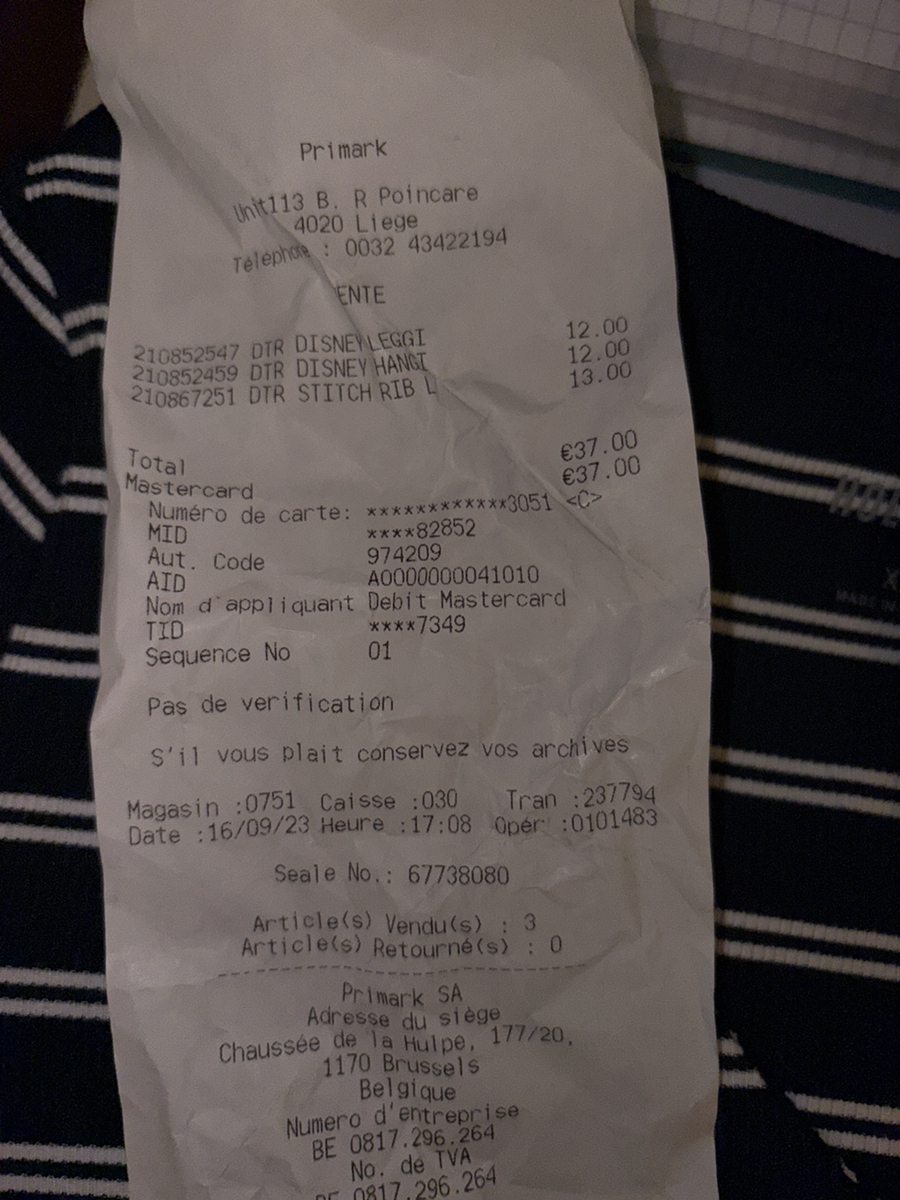 Primark
Unit113 B. R Poincare
4020 Liege
Téléphone : 0032 43422194
ENTE
210852547 DTR DISNEY LEGGI 12.00
210852459 DTR DISNEY HANGI 12.00
210867251 DTR STITCH RIB L 13.00
Total €37.00
Mastercard €37.00
Numéro de carte: ************3051 <C>
MID ****82852
Aut. Code 974209
AID A0000000041010
Nom d'appliquant Debit Mastercard
TID ****7349
Sequence No 01
Pas de verification
S'il vous plait conservez vos archives
Magasin :0751 Caisse :030 Tran :237794
Date :16/09/23 Heure :17:08 Opér :0101483
Seale No.: 67738080
Article(s) Vendu(s) : 3
Article(s) Retourné(s) : 0
Primark SA
Adresse du siège
Chaussée de la Hulpe, 177/20,
1170 Brussels
Belgique
Numero d'entreprise
BE 0817.296.264
No. de TVA
BE 0817.296.264